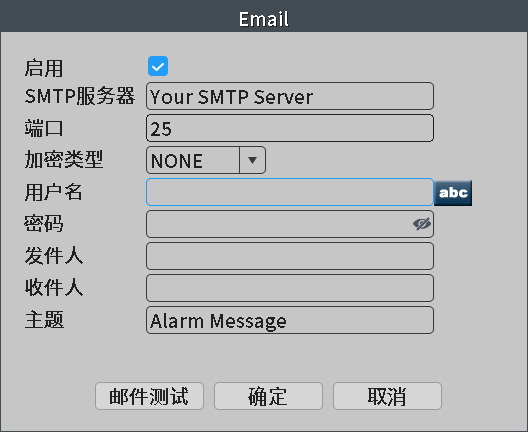 Email
启用
SMTP服务器 Your SMTP Server
端口 25
加密类型 NONE
用户名 abc
密码
发件人
收件人
主题 Alarm Message
邮件测试 确定 取消